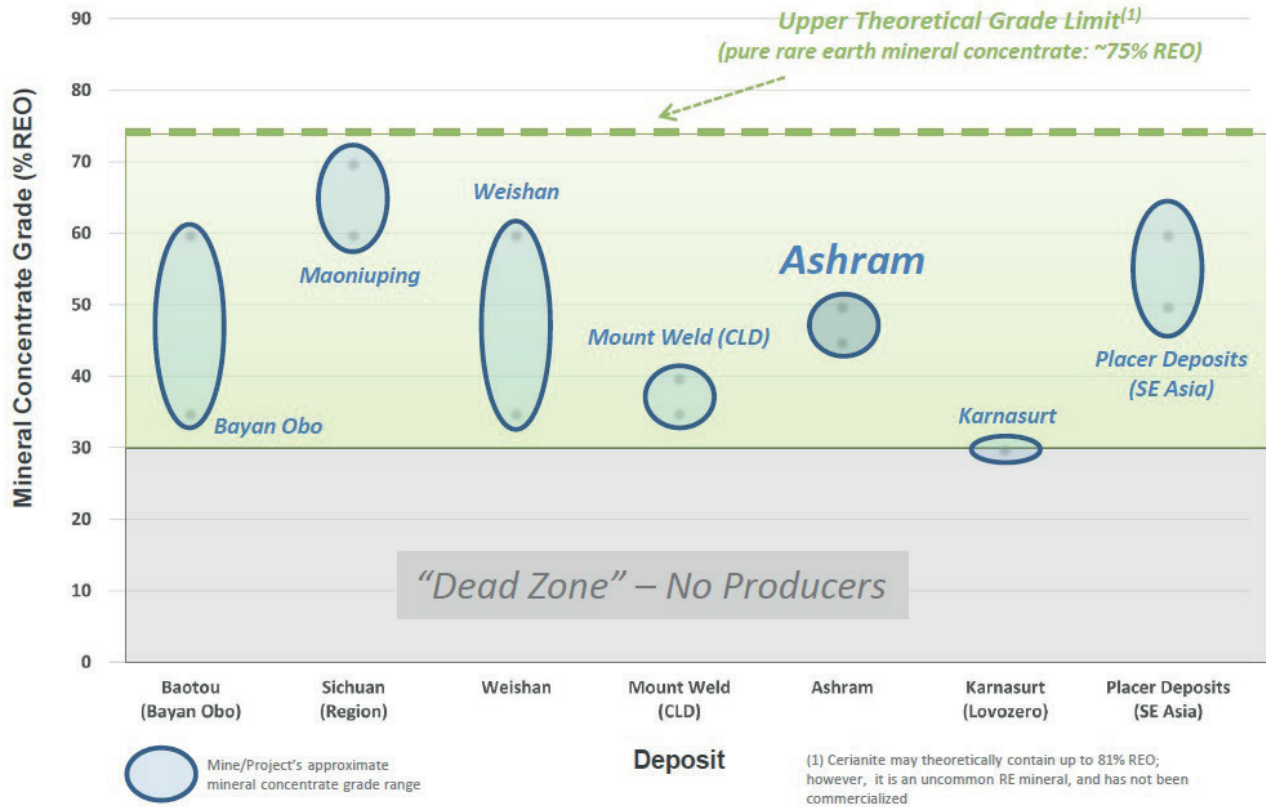 Upper Theoretical Grade Limit(1)
(pure rare earth mineral concentrate: ~75% REO)
Mineral Concentrate Grade (%REO)
90
80
70
60
50
40
30
20
10
0
Bayan Obo
Maoniuping
Weishan
Mount Weld (CLD)
Ashram
Karnasurt
Placer Deposits
(SE Asia)
“Dead Zone” – No Producers
Baotou
(Bayan Obo)
Sichuan
(Region)
Weishan
Mount Weld
(CLD)
Ashram
Karnasurt
(Lovozero)
Placer Deposits
(SE Asia)
Deposit
Mine/Project's approximate
mineral concentrate grade range
(1) Cerianite may theoretically contain up to 81% REO;
however, it is an uncommon RE mineral, and has not been
commercialized